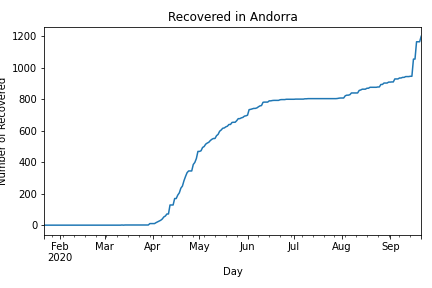 Recovered in Andorra
Number of Recovered
1200
1000
800
600
400
200
0
Feb Mar Apr May Jun Jul Aug Sep
2020
Day